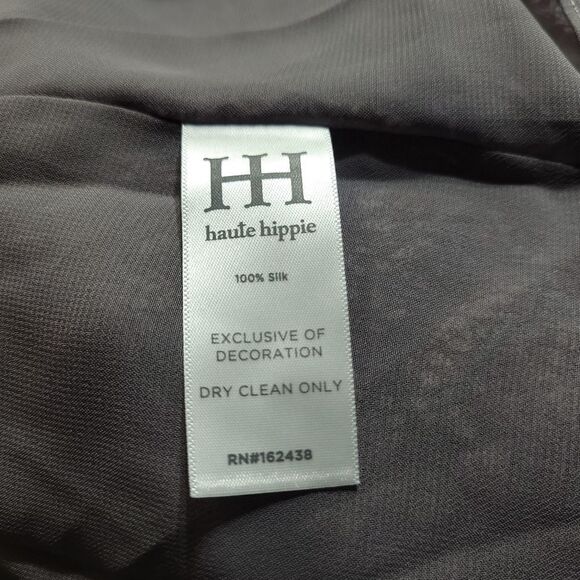 HH
haute hippie
100% Silk
EXCLUSIVE OF
DECORATION
DRY CLEAN ONLY
RN#162438